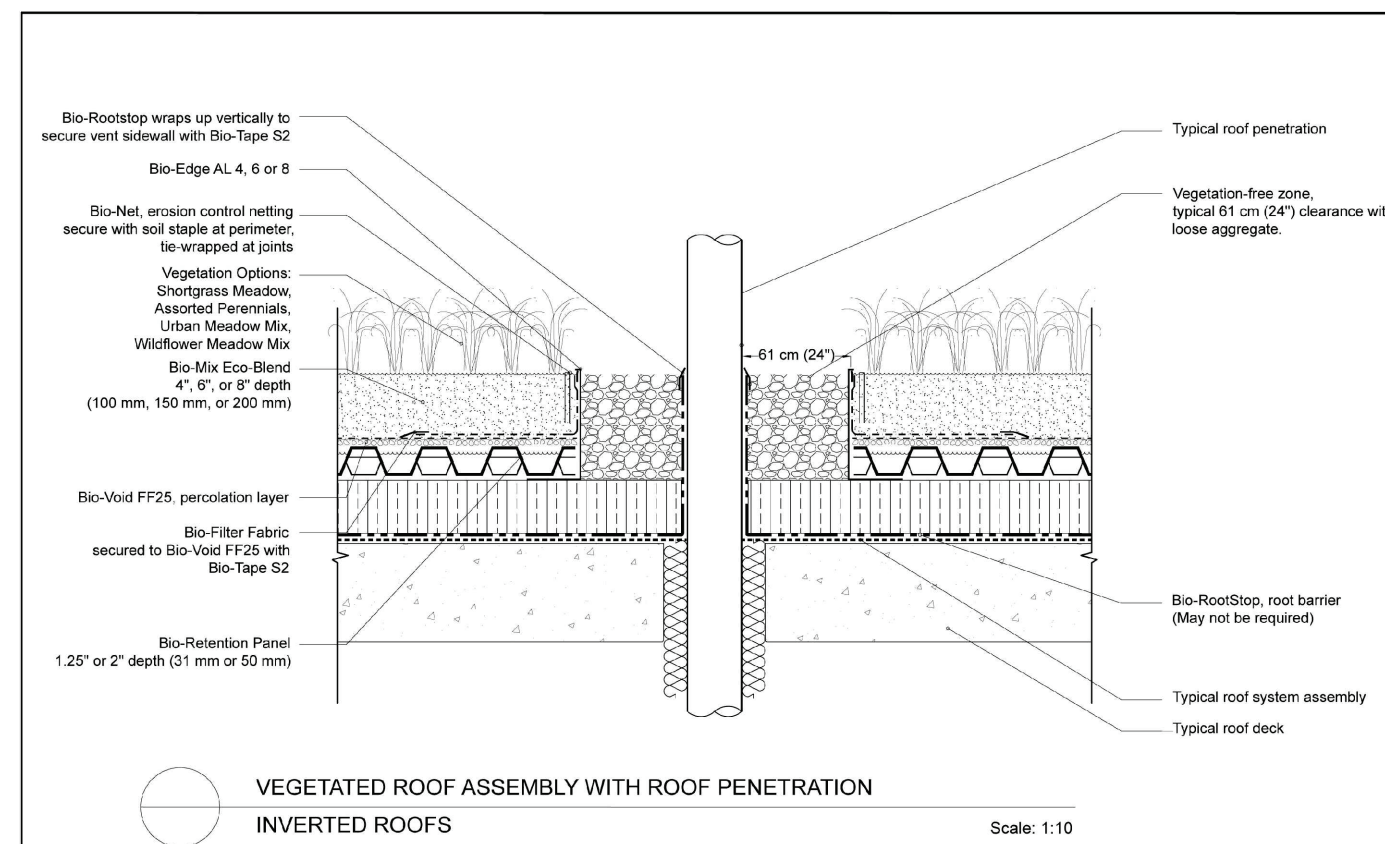 Bio-Rootstop wraps up vertically to
secure vent sidewall with Bio-Tape S2
Bio-Edge AL 4, 6 or 8
Bio-Net, erosion control netting
secure with soil staple at perimeter,
tie-wrapped at joints
Vegetation Options:
Shortgrass Meadow,
Assorted Perennials,
Urban Meadow Mix,
Wildflower Meadow Mix
Bio-Mix Eco-Blend
4", 6", or 8" depth
(100 mm, 150 mm, or 200 mm)
Bio-Void FF25, percolation layer
Bio-Filter Fabric
secured to Bio-Void FF25 with
Bio-Tape S2
Bio-Retention Panel
1.25" or 2" depth (31 mm or 50 mm)
61 cm (24")
Typical roof penetration
Vegetation-free zone,
typical 61 cm (24") clearance wit
loose aggregate.
Bio-RootStop, root barrier
(May not be required)
Typical roof system assembly
Typical roof deck
VEGETATED ROOF ASSEMBLY WITH ROOF PENETRATION
INVERTED ROOFS
Scale: 1:10